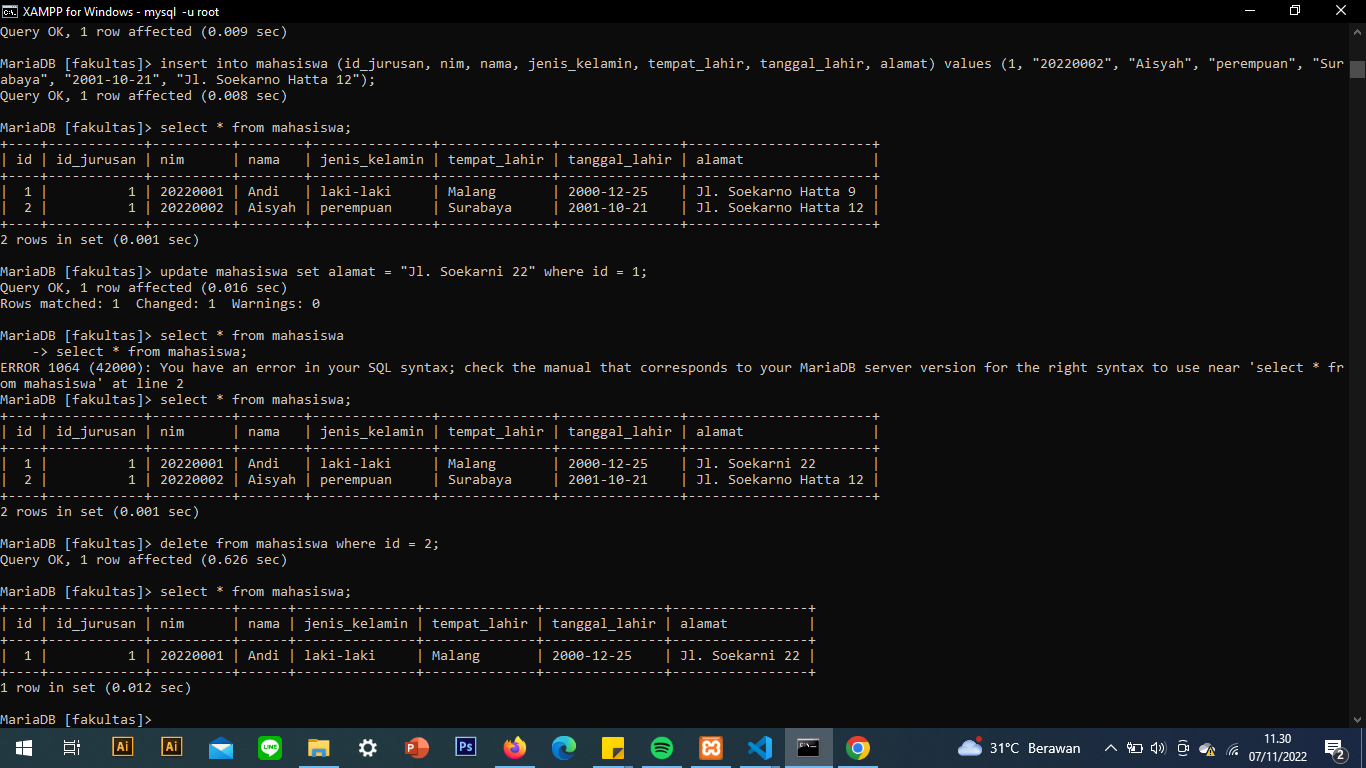 XAMPP for Windows - mysql  -u root
Query OK, 1 row affected (0.009 sec)
MariaDB [fakultas]> insert into mahasiswa (id_jurusan, nim, nama, jenis_kelamin, tempat_lahir, tanggal_lahir, alamat) values (1, "20220002", "Aisyah", "perempuan", "Sur
abaya", "2001-10-21", "Jl. Soekarno Hatta 12");
Query OK, 1 row affected (0.008 sec)
MariaDB [fakultas]> select * from mahasiswa;
+----+------------+----------+--------+---------------+--------------+---------------+-----------------------+
| id | id_jurusan | nim      | nama   | jenis_kelamin | tempat_lahir | tanggal_lahir | alamat                |
+----+------------+----------+--------+---------------+--------------+---------------+-----------------------+
|  1 |          1 | 20220001 | Andi   | laki-laki     | Malang       | 2000-12-25    | Jl. Soekarno Hatta 9  |
|  2 |          1 | 20220002 | Aisyah | perempuan     | Surabaya     | 2001-10-21    | Jl. Soekarno Hatta 12 |
+----+------------+----------+--------+---------------+--------------+---------------+-----------------------+
2 rows in set (0.001 sec)
MariaDB [fakultas]> update mahasiswa set alamat = "Jl. Soekarni 22" where id = 1;
Query OK, 1 row affected (0.016 sec)
Rows matched: 1  Changed: 1  Warnings: 0
MariaDB [fakultas]> select * from mahasiswa
    -> select * from mahasiswa;
ERROR 1064 (42000): You have an error in your SQL syntax; check the manual that corresponds to your MariaDB server version for the right syntax to use near 'select * fr
om mahasiswa' at line 2
MariaDB [fakultas]> select * from mahasiswa;
+----+------------+----------+--------+---------------+--------------+---------------+-----------------------+
| id | id_jurusan | nim      | nama   | jenis_kelamin | tempat_lahir | tanggal_lahir | alamat                |
+----+------------+----------+--------+---------------+--------------+---------------+-----------------------+
|  1 |          1 | 20220001 | Andi   | laki-laki     | Malang       | 2000-12-25    | Jl. Soekarni 22       |
|  2 |          1 | 20220002 | Aisyah | perempuan     | Surabaya     | 2001-10-21    | Jl. Soekarno Hatta 12 |
+----+------------+----------+--------+---------------+--------------+---------------+-----------------------+
2 rows in set (0.001 sec)
MariaDB [fakultas]> delete from mahasiswa where id = 2;
Query OK, 1 row affected (0.626 sec)
MariaDB [fakultas]> select * from mahasiswa;
+----+------------+----------+------+---------------+--------------+---------------+-----------------+
| id | id_jurusan | nim      | nama | jenis_kelamin | tempat_lahir | tanggal_lahir | alamat          |
+----+------------+----------+------+---------------+--------------+---------------+-----------------+
|  1 |          1 | 20220001 | Andi | laki-laki     | Malang       | 2000-12-25    | Jl. Soekarni 22 |
+----+------------+----------+------+---------------+--------------+---------------+-----------------+
1 row in set (0.012 sec)
MariaDB [fakultas]>
Ai Ai LINE P Ps 31°C Berawan 11.30
07/11/2022 2